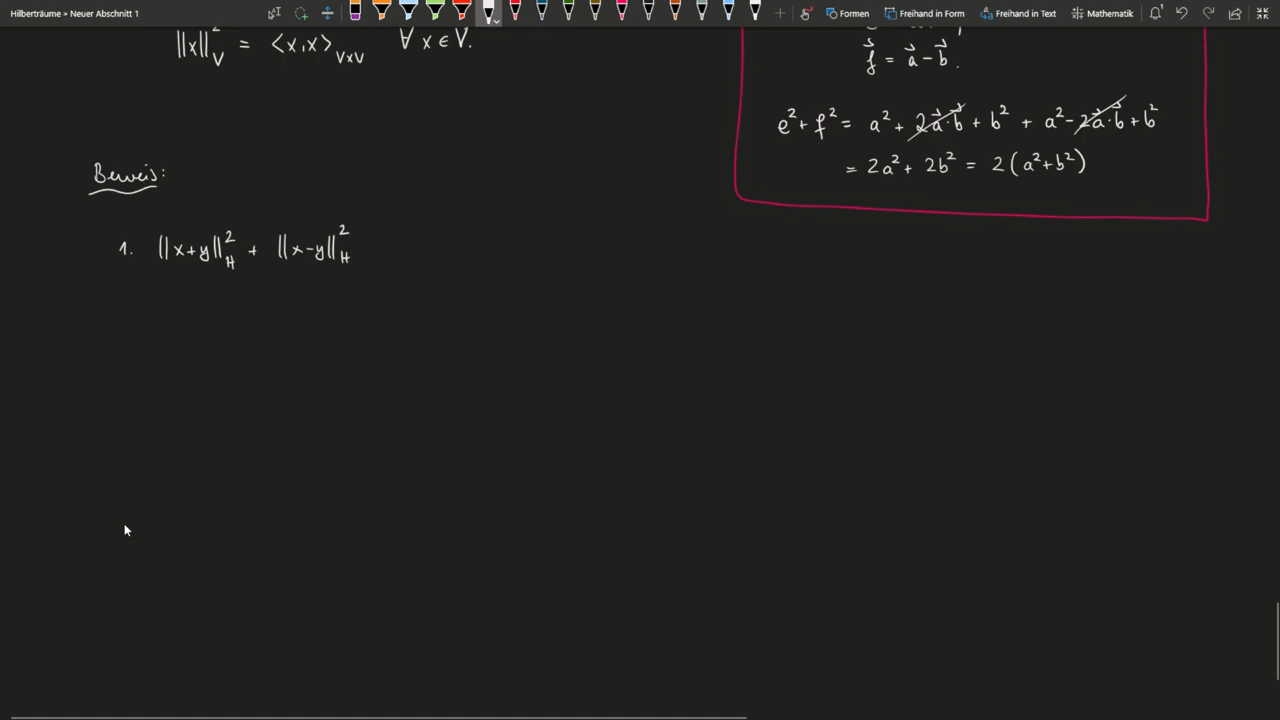 Hilberträume » Neuer Abschnitt 1
Formen
Freihand in Form
Freihand in Text
Mathematik
‖x‖²_V = ⟨x,x⟩_{V×V} ∀ x ∈ V.
f⃗ = a⃗ − b⃗.
e² + f² = a² + 2a⃗·b⃗ + b² + a² − 2a⃗·b⃗ + b²
= 2a² + 2b² = 2(a² + b²)
Beweis:
1. ‖x+y‖²_H + ‖x−y‖²_H